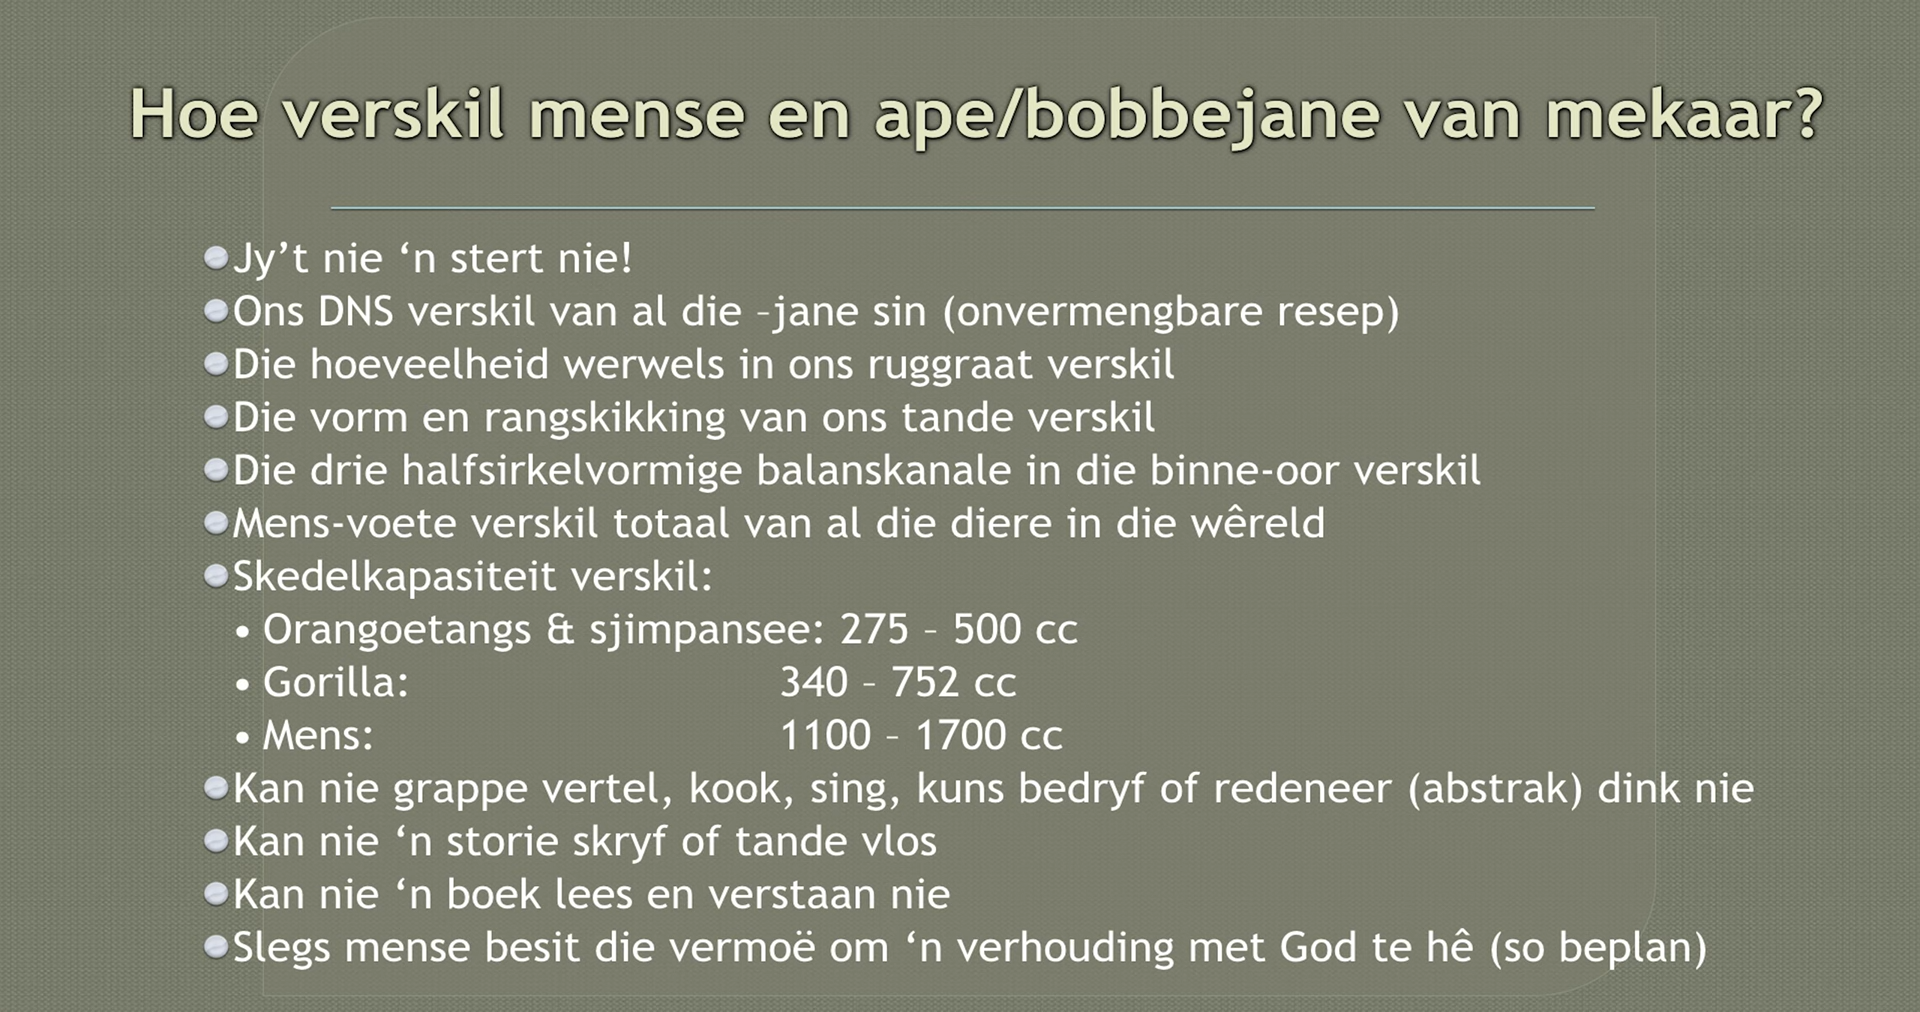 Hoe verskil mense en ape/bobbejane van mekaar?
Jy’t nie ‘n stert nie!
Ons DNS verskil van al die –jane sin (onvermengbare resep)
Die hoeveelheid werwels in ons ruggraat verskil
Die vorm en rangskikking van ons tande verskil
Die drie halfsirkelvormige balanskanale in die binne-oor verskil
Mens-voete verskil totaal van al die diere in die wêreld
Skedelkapasiteit verskil:
• Orangoetangs & sjimpansee: 275 – 500 cc
• Gorilla: 340 – 752 cc
• Mens: 1100 – 1700 cc
Kan nie grappe vertel, kook, sing, kuns bedryf of redeneer (abstrak) dink nie
Kan nie ‘n storie skryf of tande vlos
Kan nie ‘n boek lees en verstaan nie
Slegs mense besit die vermoë om ‘n verhouding met God te hê (so beplan)